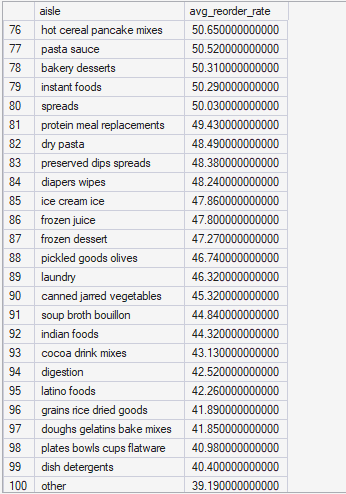 aisle avg_reorder_rate
76 hot cereal pancake mixes 50.650000000000
77 pasta sauce 50.520000000000
78 bakery desserts 50.310000000000
79 instant foods 50.290000000000
80 spreads 50.030000000000
81 protein meal replacements 49.430000000000
82 dry pasta 48.490000000000
83 preserved dips spreads 48.380000000000
84 diapers wipes 48.240000000000
85 ice cream ice 47.860000000000
86 frozen juice 47.800000000000
87 frozen dessert 47.270000000000
88 pickled goods olives 46.740000000000
89 laundry 46.320000000000
90 canned jarred vegetables 45.320000000000
91 soup broth bouillon 44.840000000000
92 indian foods 44.320000000000
93 cocoa drink mixes 43.130000000000
94 digestion 42.520000000000
95 latino foods 42.260000000000
96 grains rice dried goods 41.890000000000
97 doughs gelatins bake mixes 41.850000000000
98 plates bowls cups flatware 40.980000000000
99 dish detergents 40.400000000000
100 other 39.190000000000